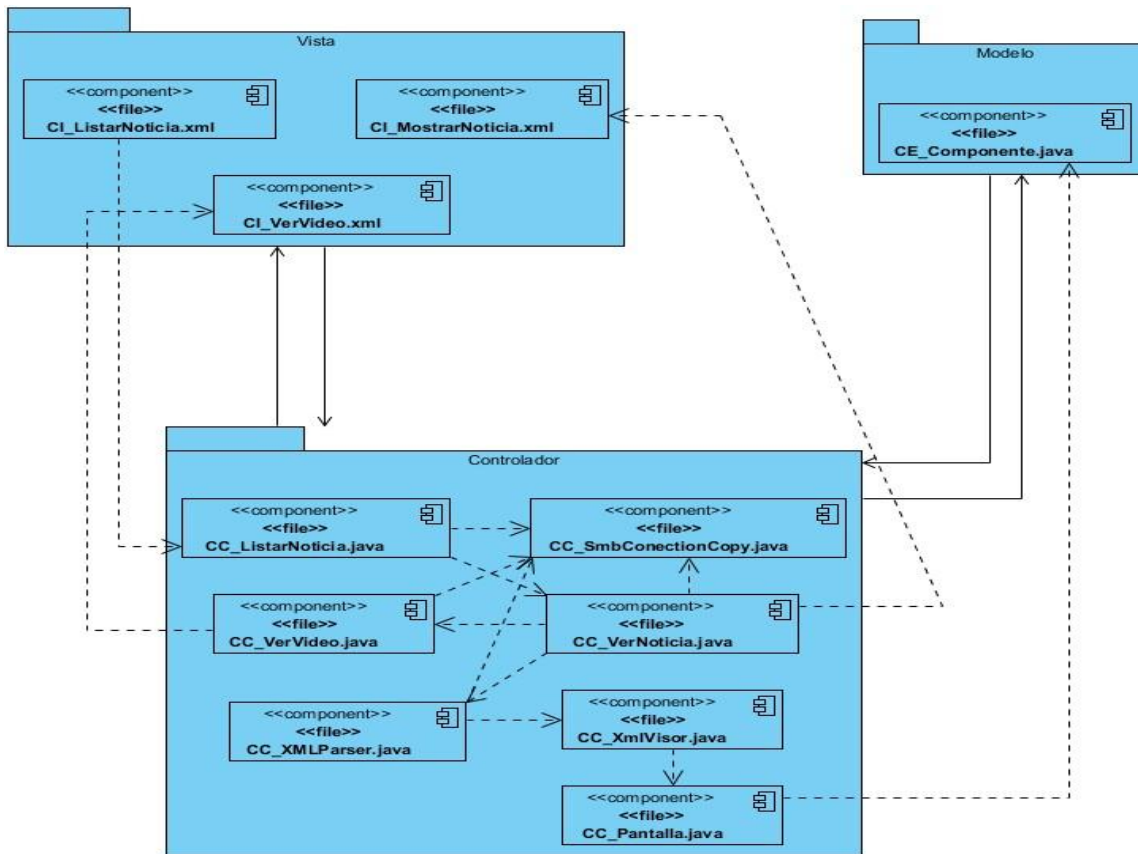 Vista
<<component>>
<<file>>
CI_ListarNoticia.xml
<<component>>
<<file>>
CI_MostrarNoticia.xml
<<component>>
<<file>>
CI_VerVideo.xml
Modelo
<<component>>
<<file>>
CE_Componente.java
Controlador
<<component>>
<<file>>
CC_ListarNoticia.java
<<component>>
<<file>>
CC_SmbConectionCopy.java
<<component>>
<<file>>
CC_VerVideo.java
<<component>>
<<file>>
CC_VerNoticia.java
<<component>>
<<file>>
CC_XMLParser.java
<<component>>
<<file>>
CC_XmlVisor.java
<<component>>
<<file>>
CC_Pantalla.java